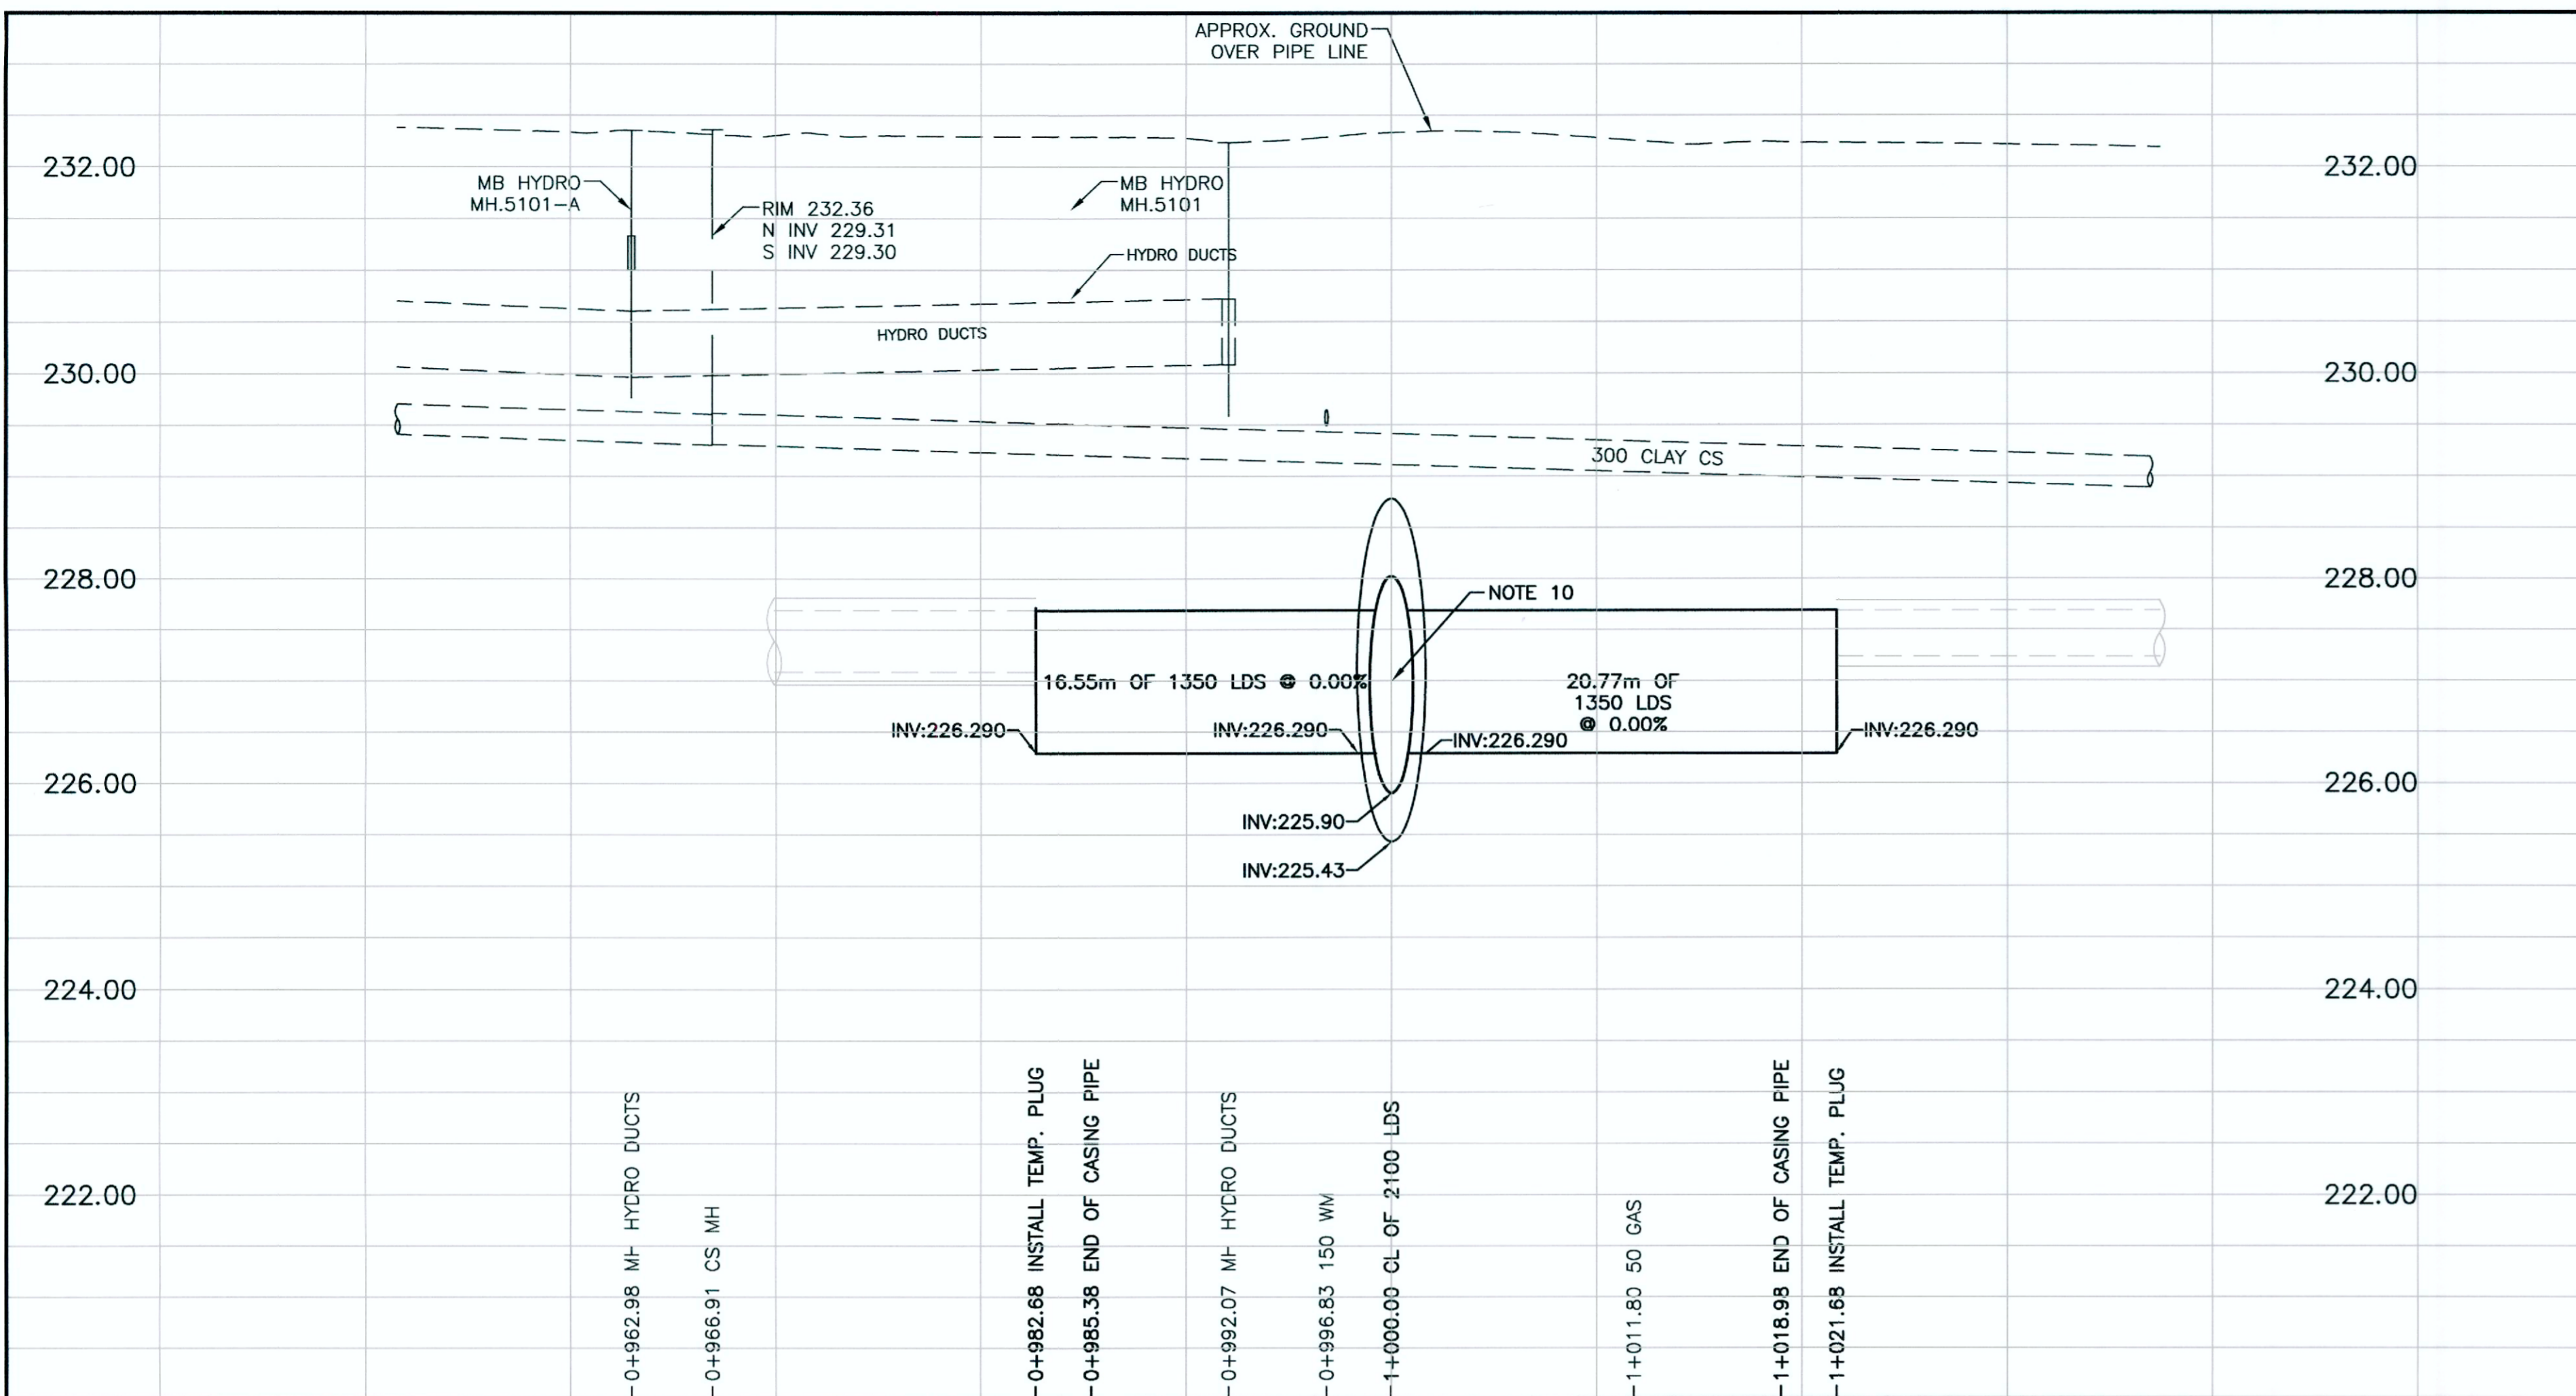 APPROX. GROUND
OVER PIPE LINE
232.00
232.00
MB HYDRO
MH.5101-A
RIM 232.36
N INV 229.31
S INV 229.30
MB HYDRO
MH.5101
HYDRO DUCTS
HYDRO DUCTS
230.00
230.00
300 CLAY CS
228.00
228.00
NOTE 10
16.55m OF 1350 LDS @ 0.00%
20.77m OF
1350 LDS
@ 0.00%
INV:226.290
INV:226.290
INV:226.290
INV:226.290
226.00
226.00
INV:225.90
INV:225.43
224.00
224.00
222.00
222.00
0+962.98 MH HYDRO DUCTS
0+966.91 CS MH
0+982.68 INSTALL TEMP. PLUG
0+985.38 END OF CASING PIPE
0+992.07 MH HYDRO DUCTS
0+996.83 150 WM
1+000.00 CL OF 2100 LDS
1+011.80 50 GAS
1+018.98 END OF CASING PIPE
1+021.68 INSTALL TEMP. PLUG